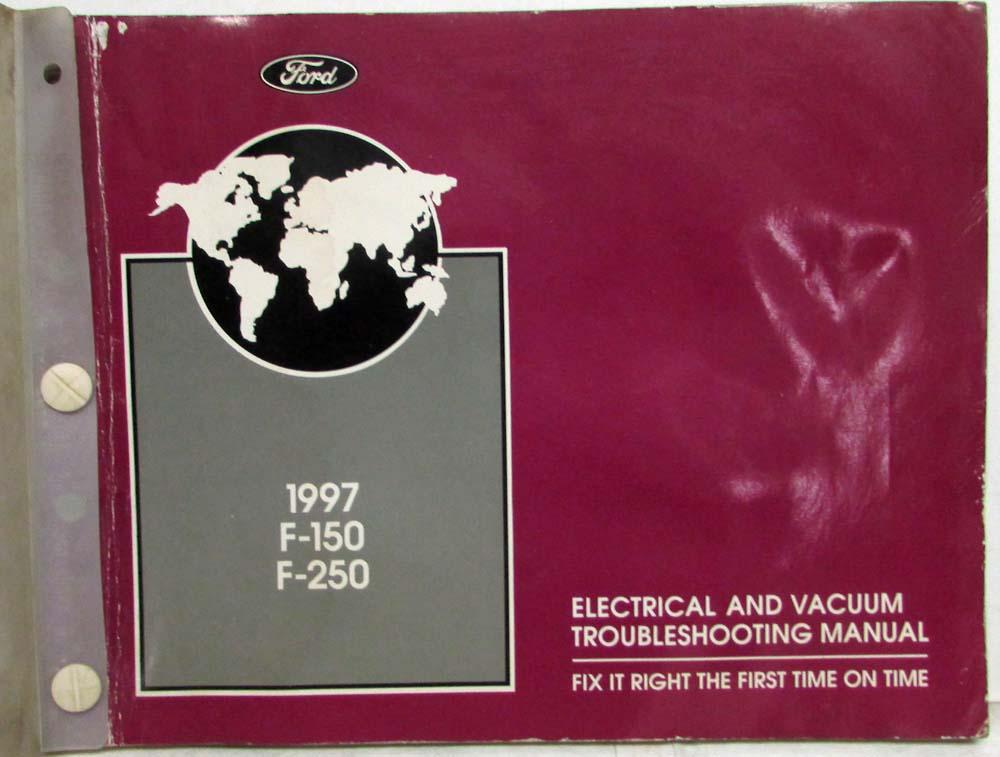 Ford
1997
F-150
F-250
ELECTRICAL AND VACUUM
TROUBLESHOOTING MANUAL
FIX IT RIGHT THE FIRST TIME ON TIME